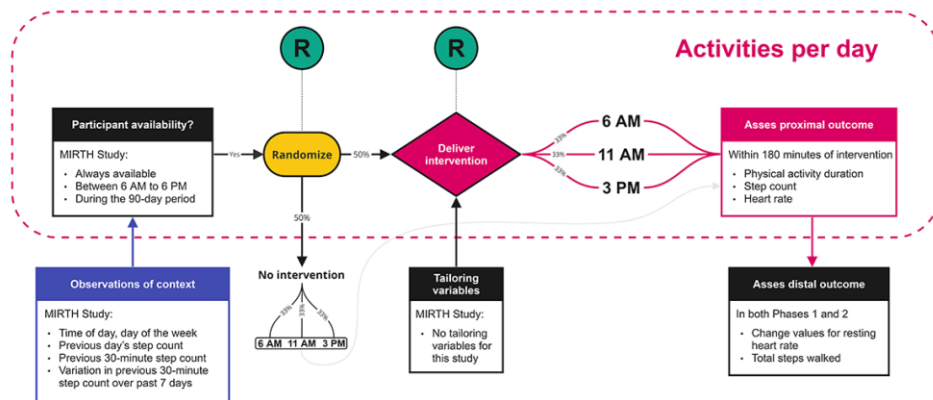 R
R
Activities per day
Participant availability?
MIRTH Study:
• Always available
• Between 6 AM to 6 PM
• During the 90-day period
Yes
Randomize
50%
Deliver
intervention
33%
33%
33%
6 AM
11 AM
3 PM
Asses proximal outcome
Within 180 minutes of intervention
• Physical activity duration
• Step count
• Heart rate
50%
No intervention
33%
33%
33%
6 AM 11 AM 3 PM
Observations of context
MIRTH Study:
• Time of day, day of the week
• Previous day's step count
• Previous 30-minute step count
• Variation in previous 30-minute
step count over past 7 days
Tailoring
variables
MIRTH Study:
• No tailoring
variables for
this study
Asses distal outcome
In both Phases 1 and 2
• Change values for resting
heart rate
• Total steps walked